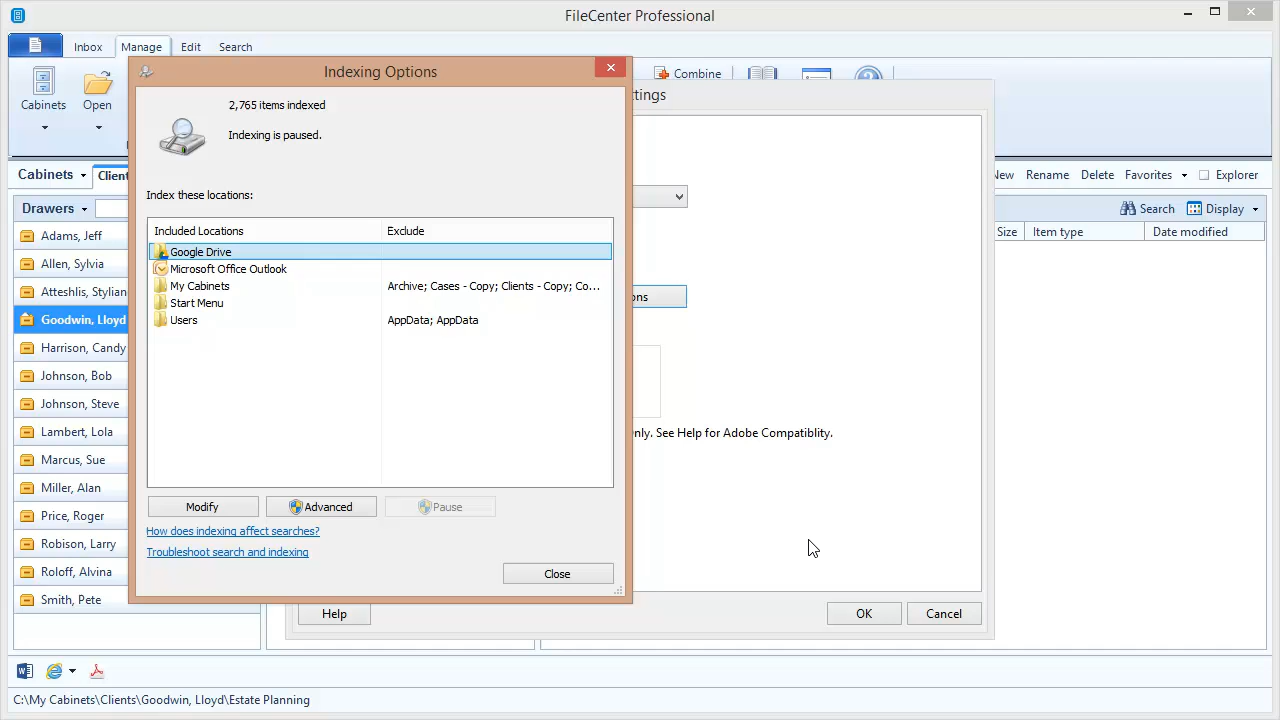 FileCenter Professional
Inbox
Manage
Edit
Search
Cabinets
Open
Combine
Indexing Options
2,765 items indexed
Indexing is paused.
Index these locations:
Included Locations
Exclude
Google Drive
Microsoft Office Outlook
My Cabinets
Archive; Cases - Copy; Clients - Copy; Co...
Start Menu
Users
AppData; AppData
Modify
Advanced
Pause
How does indexing affect searches?
Troubleshoot search and indexing
Close
ttings
ons
nly. See Help for Adobe Compatiblity.
Help
OK
Cancel
Cabinets
Client
New
Rename
Delete
Favorites
Explorer
Drawers
Search
Display
Size
Item type
Date modified
Adams, Jeff
Allen, Sylvia
Atteshlis, Stylian
Goodwin, Lloyd
Harrison, Candy
Johnson, Bob
Johnson, Steve
Lambert, Lola
Marcus, Sue
Miller, Alan
Price, Roger
Robison, Larry
Roloff, Alvina
Smith, Pete
C:\My Cabinets\Clients\Goodwin, Lloyd\Estate Planning